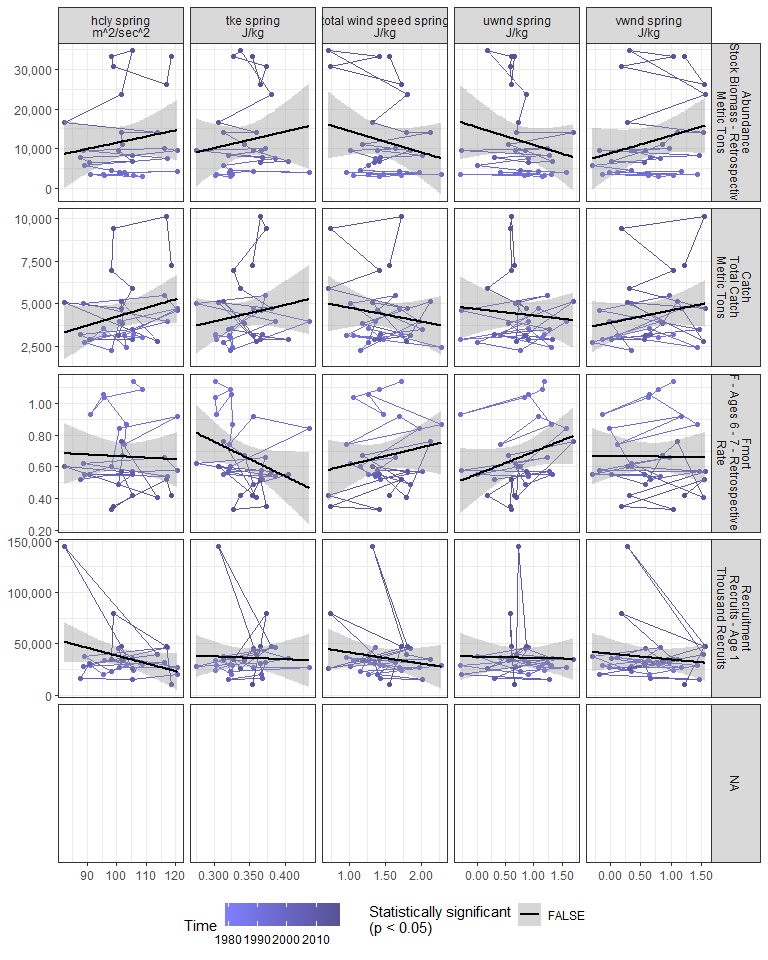 hcly spring
m^2/sec^2
tke spring
J/kg
total wind speed spring
J/kg
uwnd spring
J/kg
vwnd spring
J/kg
30,000
20,000
10,000
0
Abundance
Stock Biomass - Retrospectiv
Metric Tons
10,000
7,500
5,000
2,500
Catch
Total Catch
Metric Tons
1.00
0.80
0.60
0.40
0.20
Fmort
F - Ages 6 - 7 - Retrospective
Rate
150,000
100,000
50,000
0
Recruitment
Recruits - Age 1
Thousand Recruits
NA
90 100 110 120
0.300 0.350 0.400
1.00 1.50 2.00
0.00 0.50 1.00 1.50
0.00 0.50 1.00 1.50
Time
1980 1990 2000 2010
Statistically significant
(p < 0.05)
FALSE